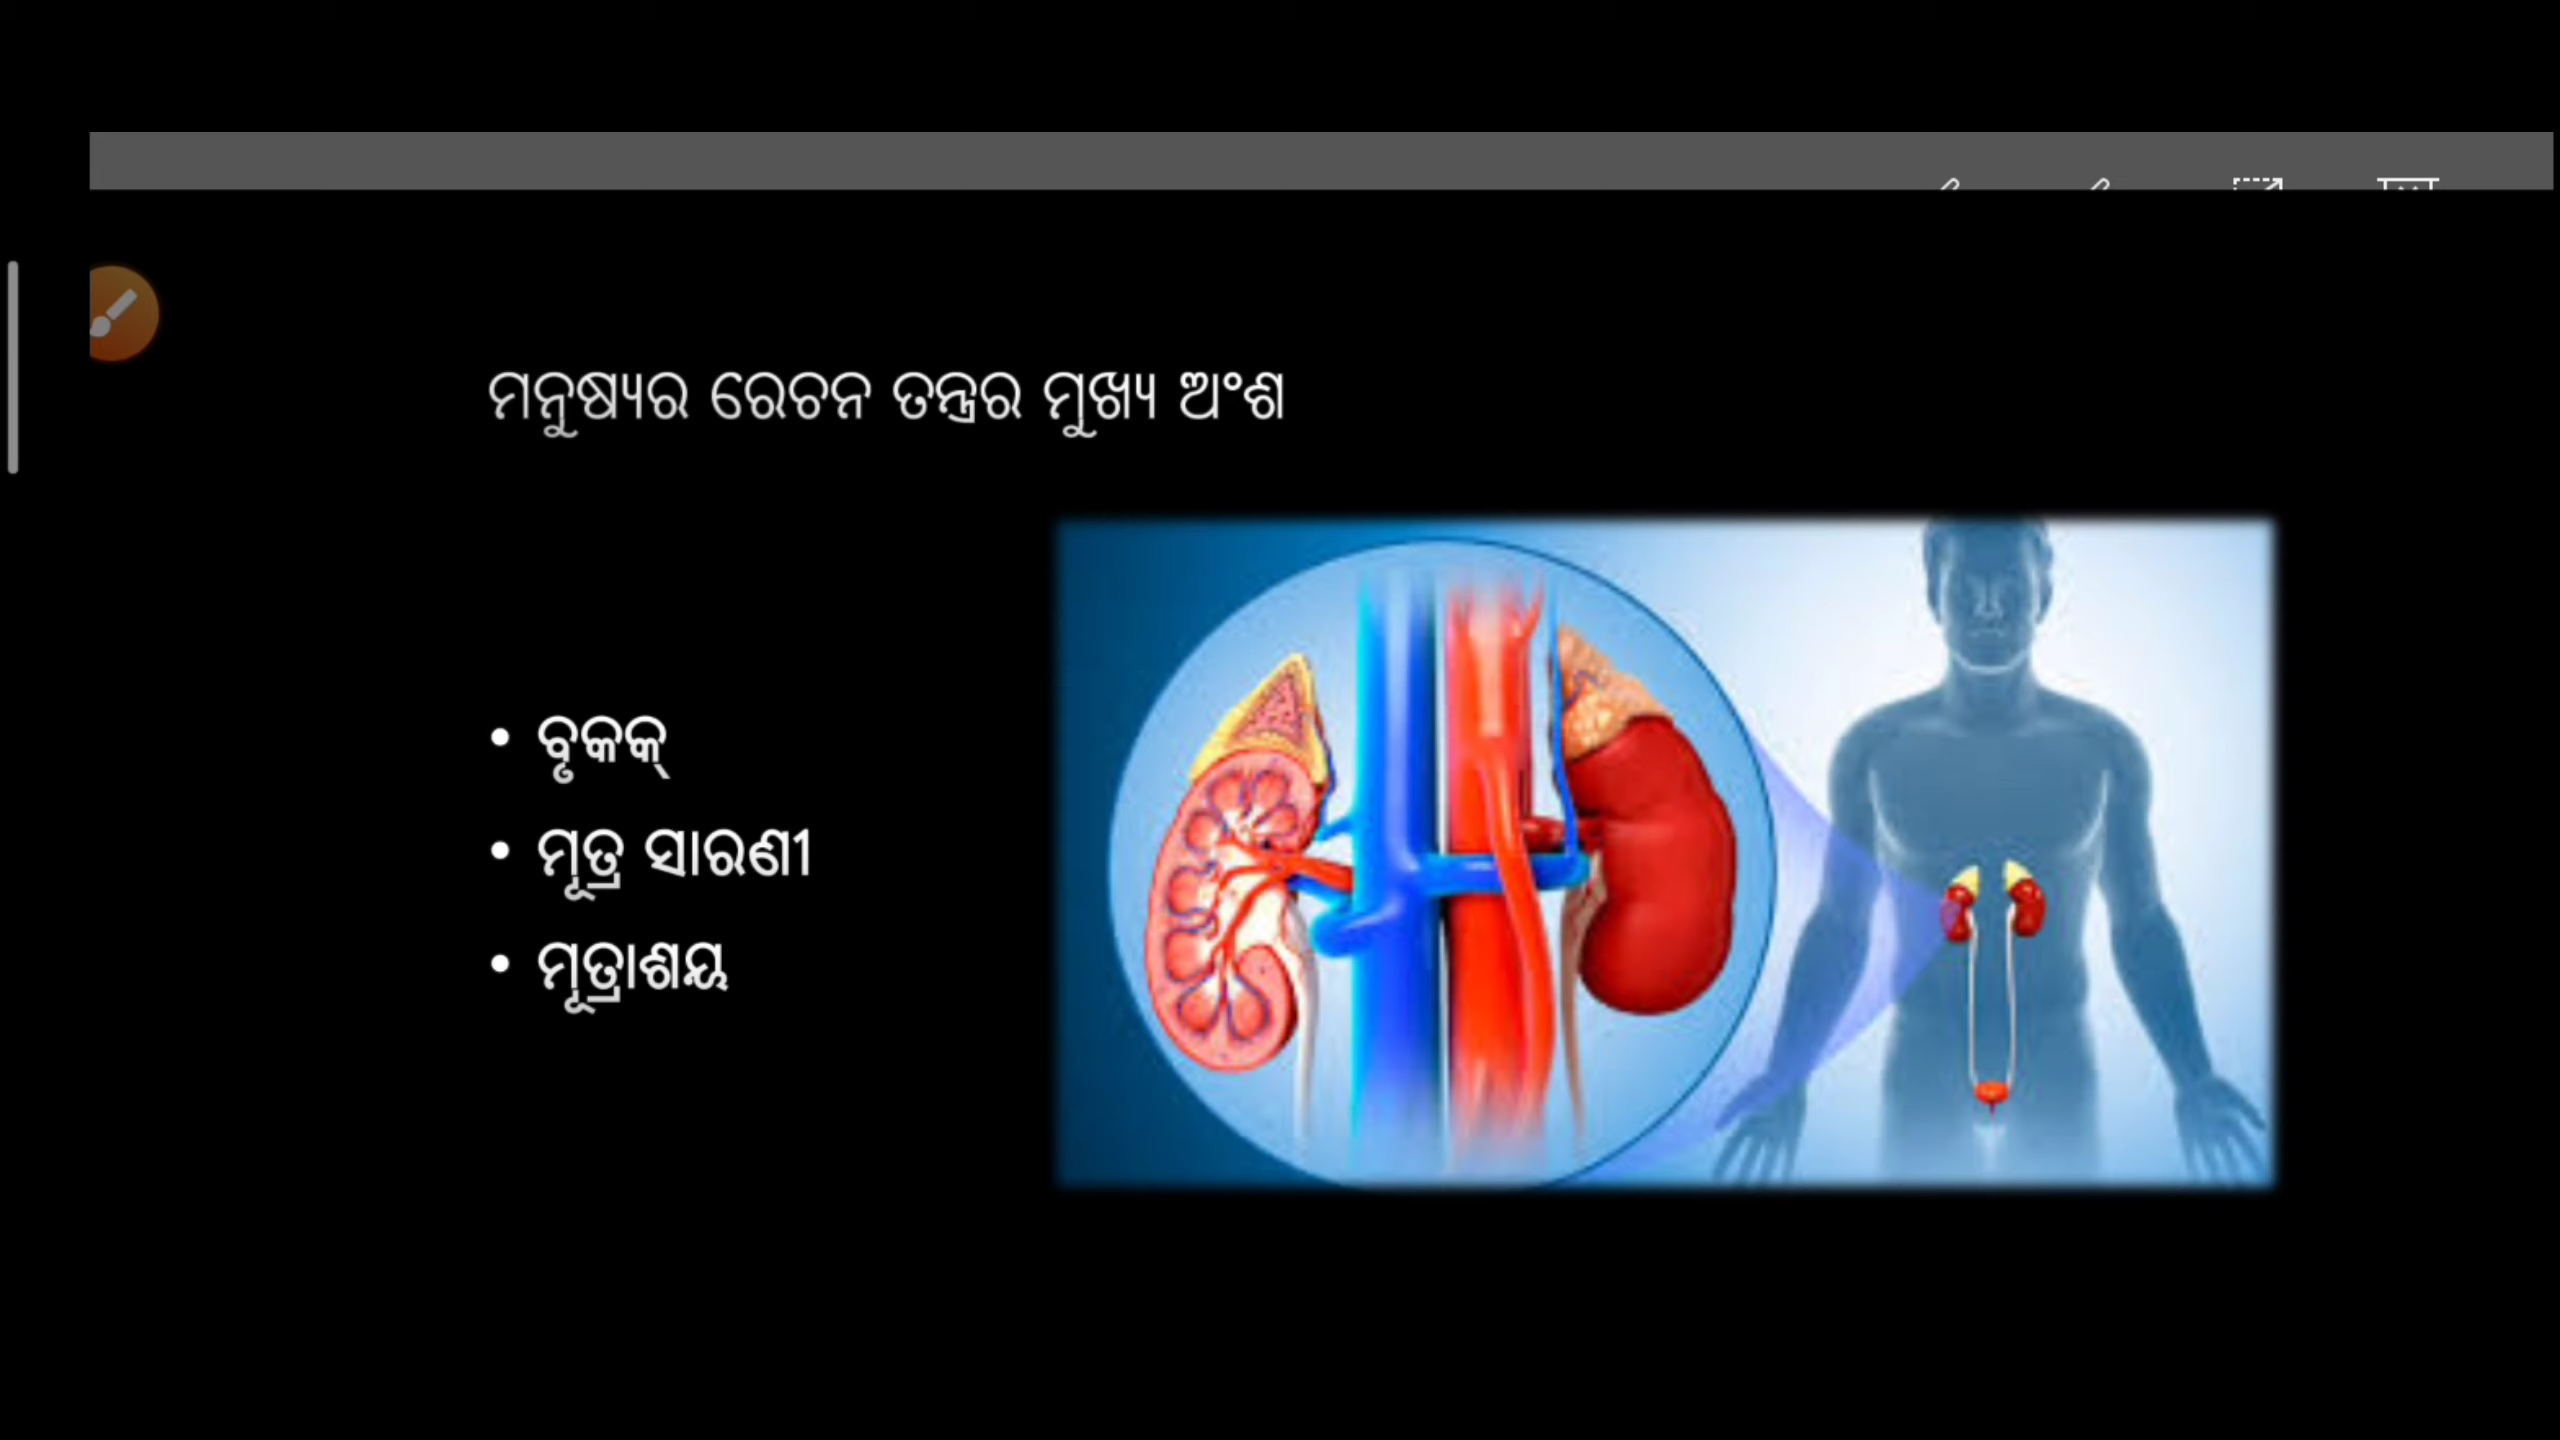 ମନୁଷ୍ୟର ରେଚନ ତନ୍ତ୍ରର ମୁଖ୍ୟ ଅଂଶ
• ବୃକକ୍
• ମୂତ୍ର ସାରଣୀ
• ମୂତ୍ରାଶୟ